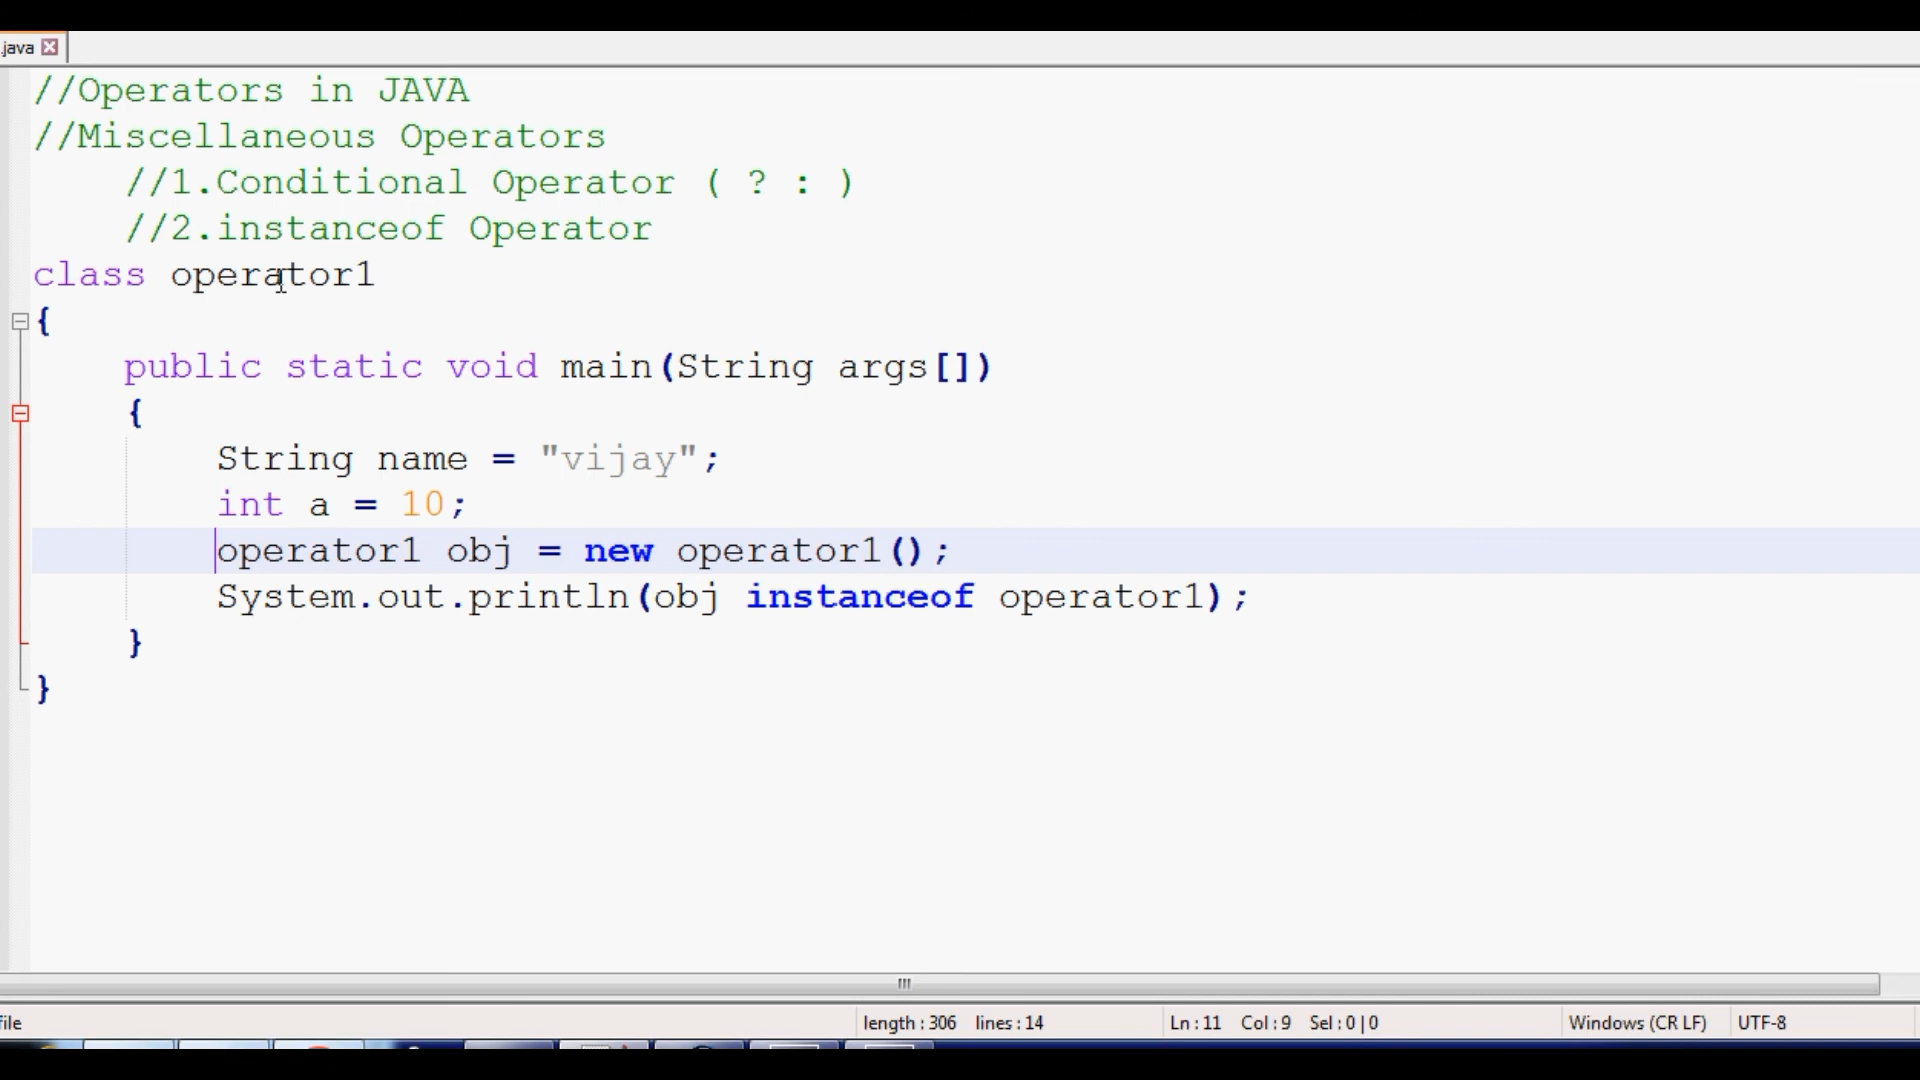 .java
//Operators in JAVA
//Miscellaneous Operators
//1.Conditional Operator ( ? : )
//2.instanceof Operator
class operator1
{
public static void main(String args[])
{
String name = "vijay";
int a = 10;
operator1 obj = new operator1();
System.out.println(obj instanceof operator1);
}
}
file
length : 306 lines : 14
Ln : 11 Col : 9 Sel : 0 | 0
Windows (CR LF)
UTF-8